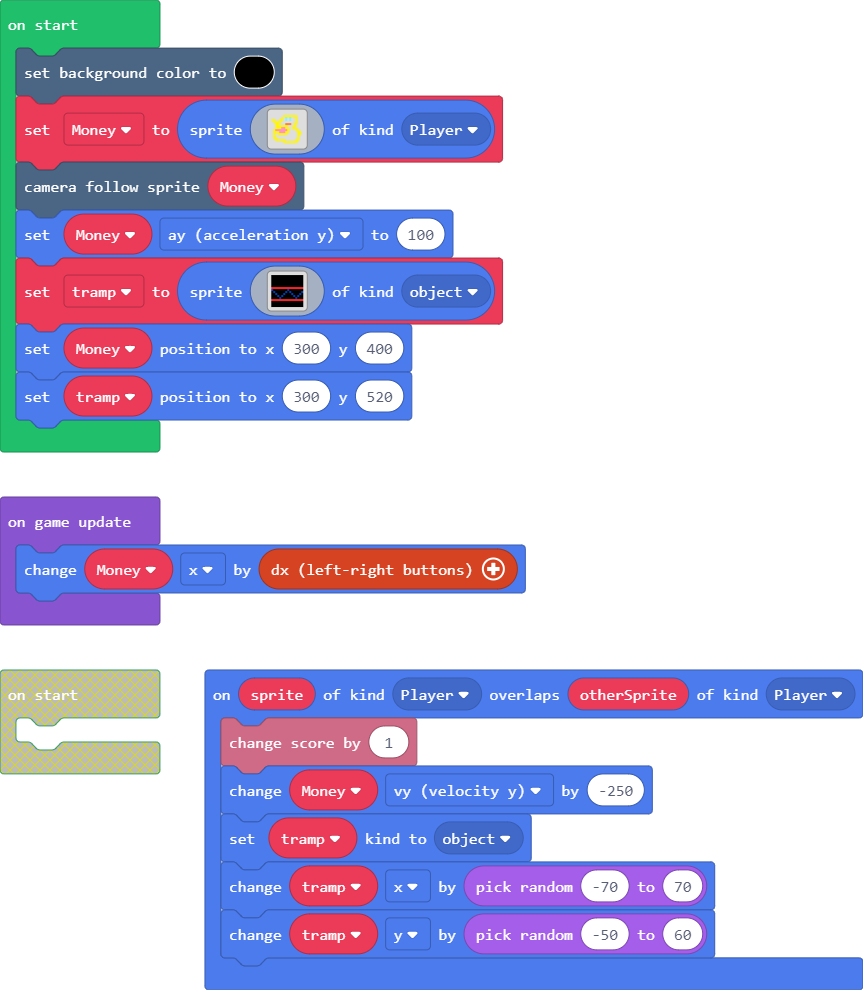 on start
set background color to
set Money to sprite of kind Player
camera follow sprite Money
set Money ay (acceleration y) to 100
set tramp to sprite of kind object
set Money position to x 300 y 400
set tramp position to x 300 y 520
on game update
change Money x by dx (left-right buttons)
on start
on sprite of kind Player overlaps otherSprite of kind Player
change score by 1
change Money vy (velocity y) by -250
set tramp kind to object
change tramp x by pick random -70 to 70
change tramp y by pick random -50 to 60